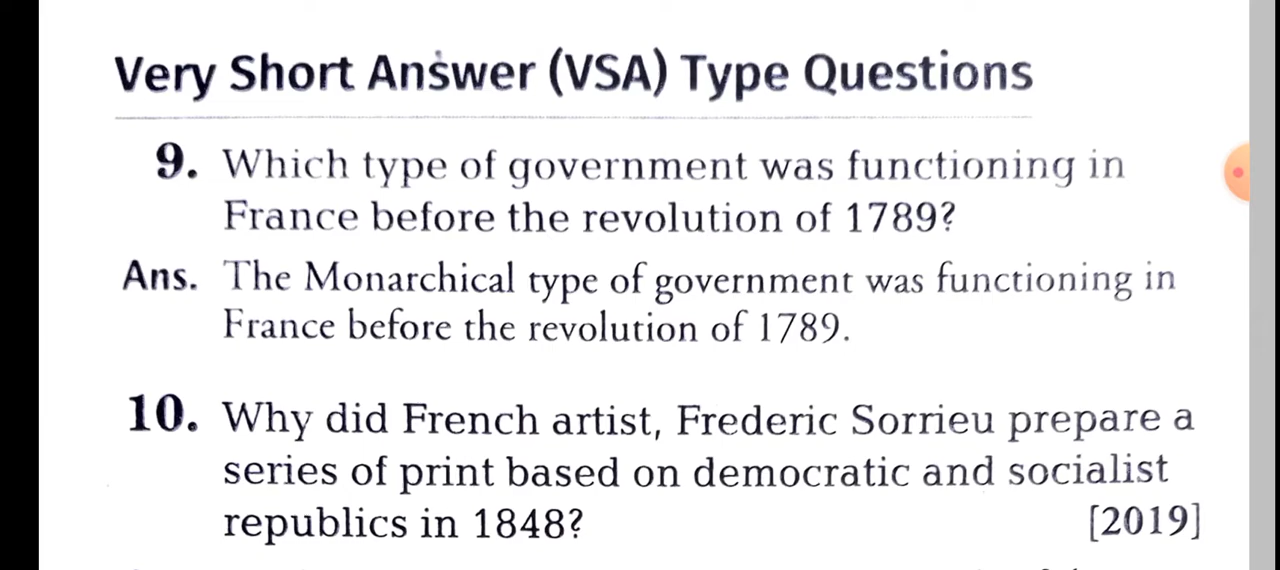 Very Short Answer (VSA) Type Questions
9. Which type of government was functioning in
France before the revolution of 1789?
Ans. The Monarchical type of government was functioning in
France before the revolution of 1789.
10. Why did French artist, Frederic Sorrieu prepare a
series of print based on democratic and socialist
republics in 1848? [2019]